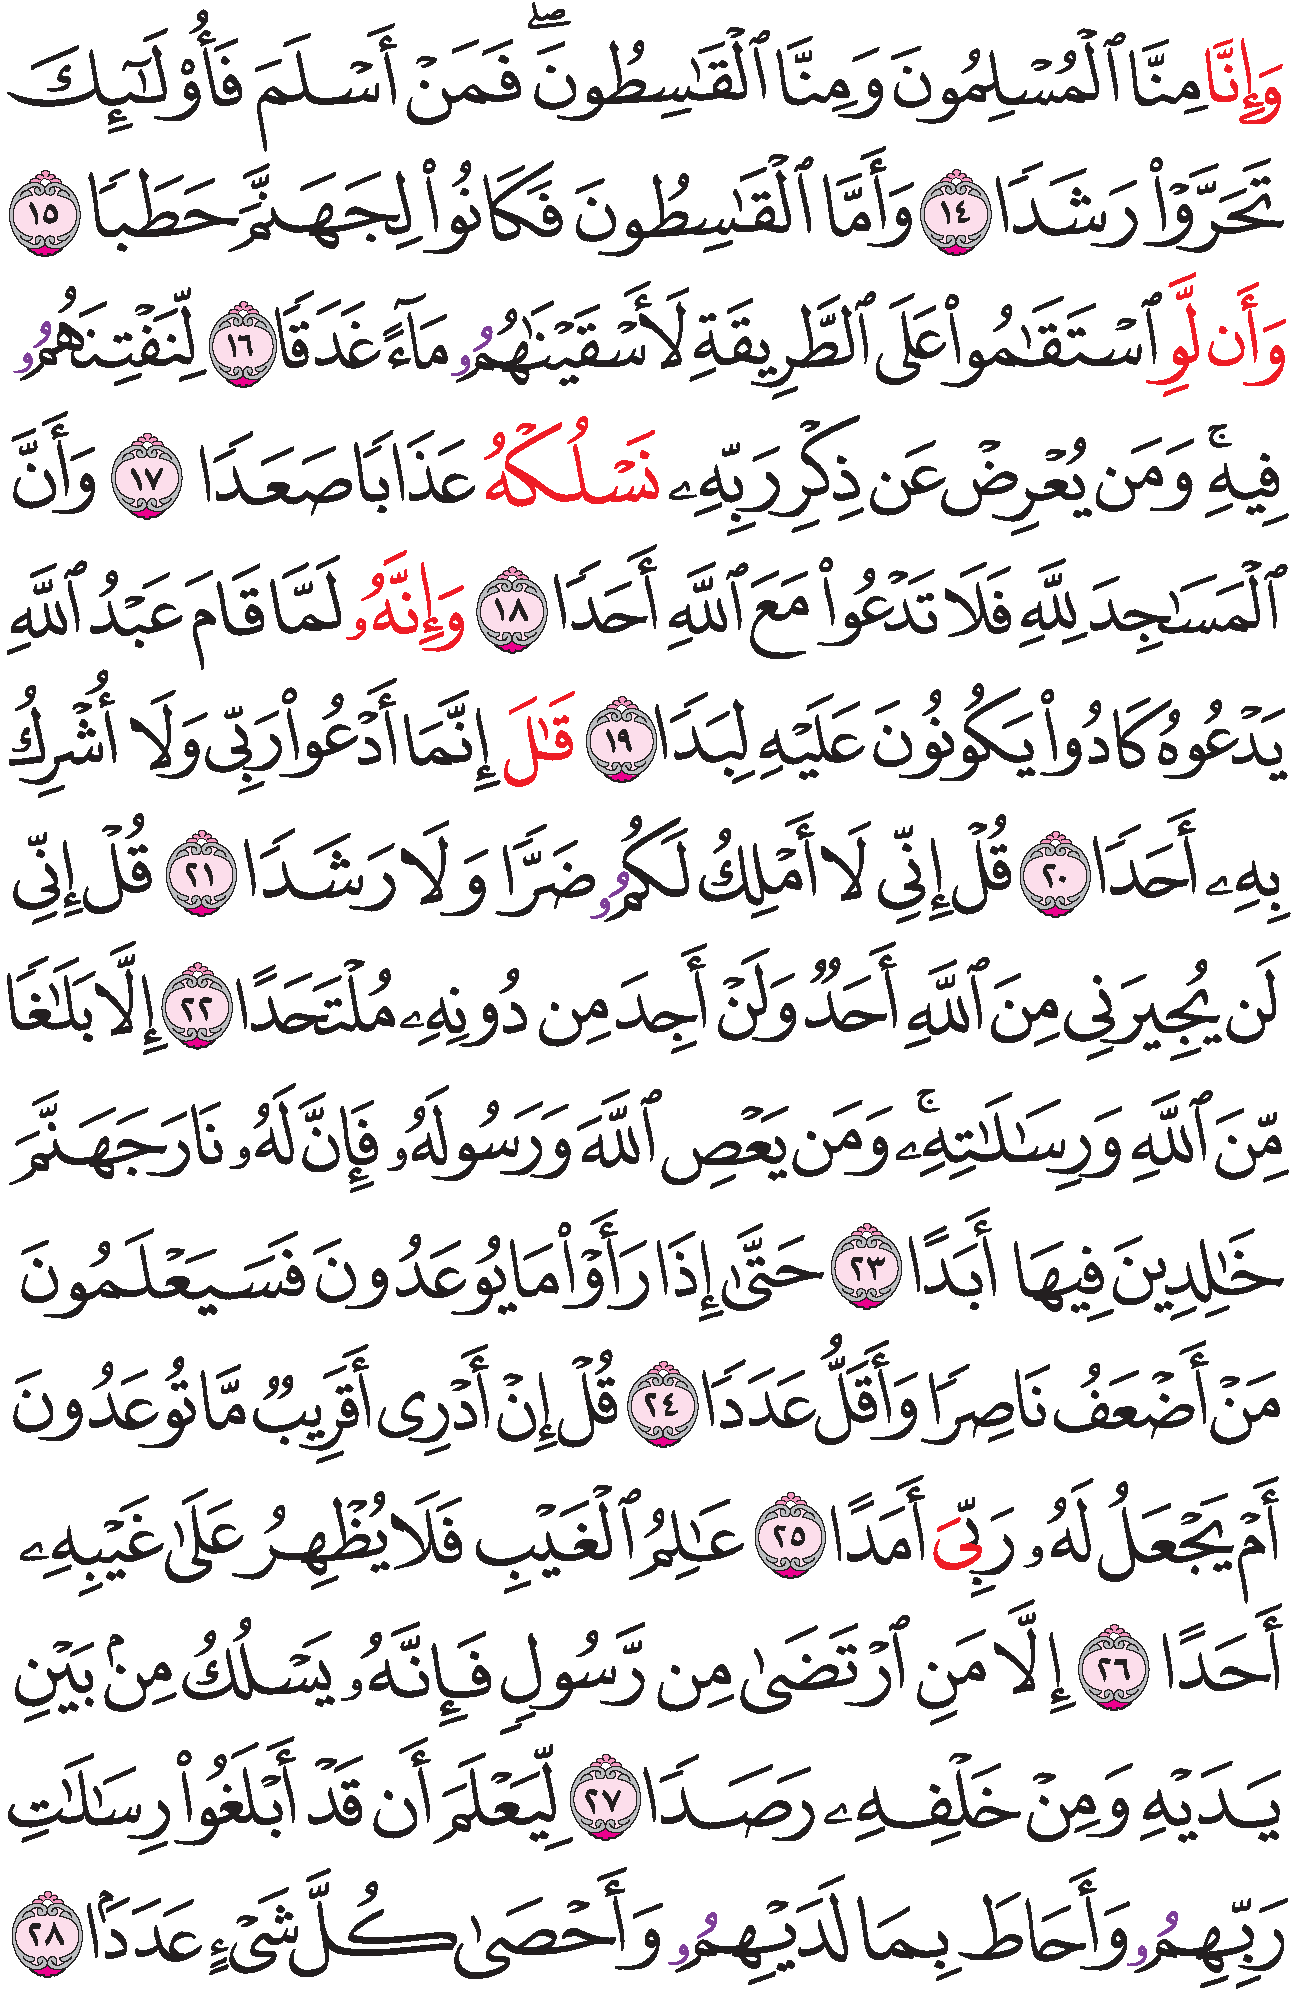 وَإِنَّا مِنَّا ٱلْمُسْلِمُونَ وَمِنَّا ٱلْقَٰسِطُونَۖ فَمَنْ أَسْلَمَ فَأُوْلَٰٓئِكَ
تَحَرَّوْاْ رَشَدٗا ١٤ وَأَمَّا ٱلْقَٰسِطُونَ فَكَانُواْ لِجَهَنَّمَ حَطَبٗا ١٥
وَأَن لَّوِ ٱسْتَقَٰمُواْ عَلَى ٱلطَّرِيقَةِ لَأَسْقَيْنَٰهُمُۥ مَآءً غَدَقٗا ١٦ لِّنَفْتِنَهُمُۥ
فِيهِۚ وَمَن يُعْرِضْ عَن ذِكْرِ رَبِّهِۦ نَسْلُكْهُ عَذَابٗا صَعَدٗا ١٧ وَأَنَّ
ٱلْمَسَٰجِدَ لِلَّهِ فَلَا تَدْعُواْ مَعَ ٱللَّهِ أَحَدٗا ١٨ وَإِنَّهُۥ لَمَّا قَامَ عَبْدُ ٱللَّهِ
يَدْعُوهُ كَادُواْ يَكُونُونَ عَلَيْهِ لِبَدٗا ١٩ قَٰلَ إِنَّمَا أَدْعُواْ رَبِّى وَلَا أُشْرِكُ
بِهِۦ أَحَدٗا ٢٠ قُلْ إِنِّى لَا أَمْلِكُ لَكُمُۥ ضَرّٗا وَلَا رَشَدٗا ٢١ قُلْ إِنِّى
لَن يُجِيرَنِى مِنَ ٱللَّهِ أَحَدٞ وَلَنْ أَجِدَ مِن دُونِهِۦ مُلْتَحَدًا ٢٢ إِلَّا بَلَٰغٗا
مِّنَ ٱللَّهِ وَرِسَٰلَٰتِهِۦۚ وَمَن يَعْصِ ٱللَّهَ وَرَسُولَهُۥ فَإِنَّ لَهُۥ نَارَ جَهَنَّمَ
خَٰلِدِينَ فِيهَا أَبَدًا ٢٣ حَتَّىٰ إِذَا رَأَوْاْ مَا يُوعَدُونَ فَسَيَعْلَمُونَ
مَنْ أَضْعَفُ نَاصِرٗا وَأَقَلُّ عَدَدٗا ٢٤ قُلْ إِنْ أَدْرِى أَقَرِيبٞ مَّا تُوعَدُونَ
أَمْ يَجْعَلُ لَهُۥ رَبِّىَ أَمَدًا ٢٥ عَٰلِمُ ٱلْغَيْبِ فَلَا يُظْهِرُ عَلَىٰ غَيْبِهِۦ
أَحَدًا ٢٦ إِلَّا مَنِ ٱرْتَضَىٰ مِن رَّسُولٖ فَإِنَّهُۥ يَسْلُكُ مِنۢ بَيْنِ
يَدَيْهِ وَمِنْ خَلْفِهِۦ رَصَدٗا ٢٧ لِّيَعْلَمَ أَن قَدْ أَبْلَغُواْ رِسَٰلَٰتِ
رَبِّهِمُۥ وَأَحَاطَ بِمَا لَدَيْهِمُۥ وَأَحْصَىٰ كُلَّ شَىْءٍ عَدَدَۢا ٢٨